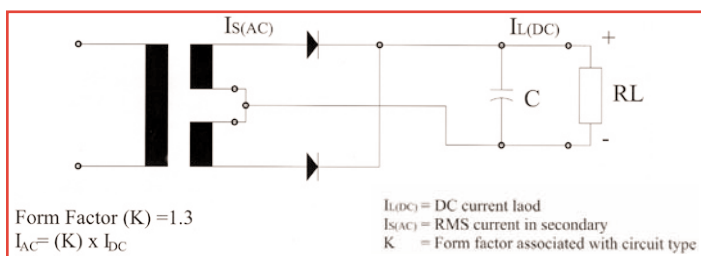 IS(AC)
IL(DC)
+
C
RL
-
Form Factor (K) =1.3
IAC= (K) x IDC
IL(DC) = DC current laod
IS(AC) = RMS current in secondary
K = Form factor associated with circuit type